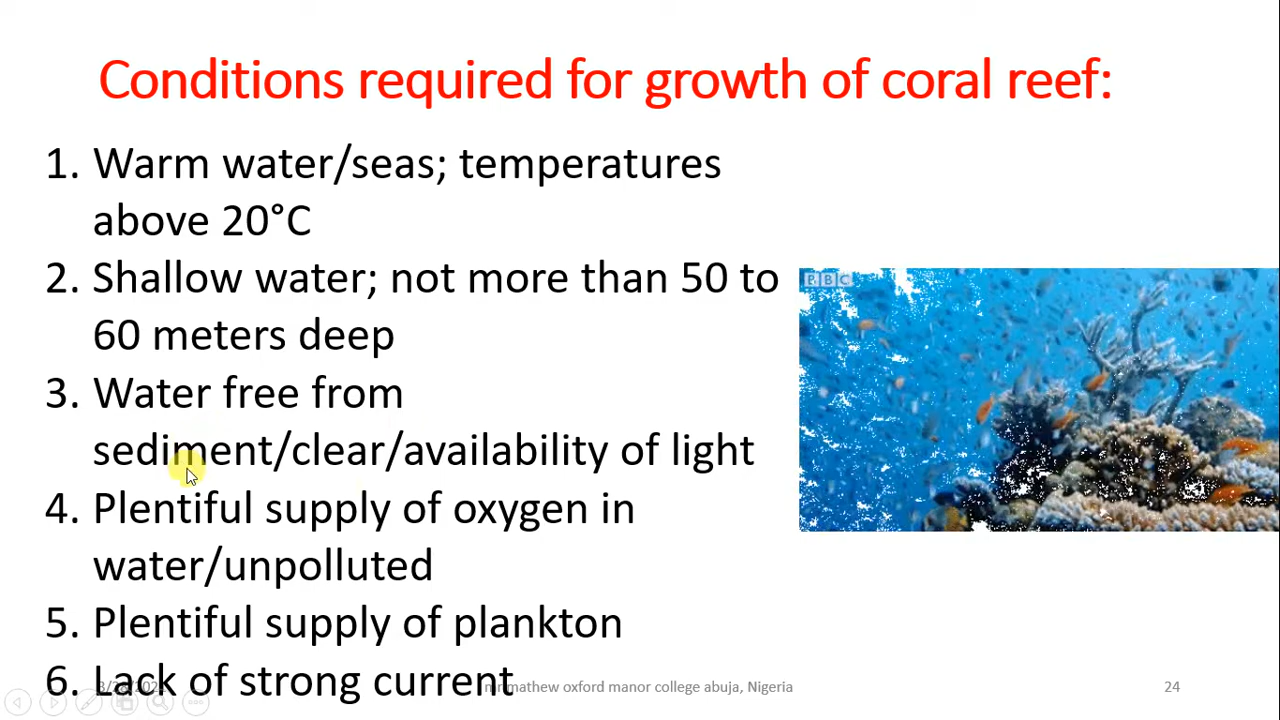 Conditions required for growth of coral reef:
1. Warm water/seas; temperatures
above 20°C
2. Shallow water; not more than 50 to
60 meters deep
3. Water free from
sediment/clear/availability of light
4. Plentiful supply of oxygen in
water/unpolluted
5. Plentiful supply of plankton
6. Lack of strong current
BBC
mathew oxford manor college abuja, Nigeria
24